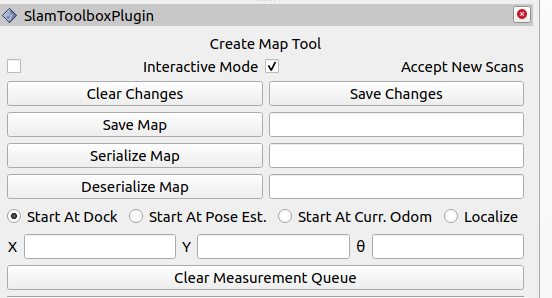 SlamToolboxPlugin
Create Map Tool
Interactive Mode Accept New Scans
Clear Changes Save Changes
Save Map
Serialize Map
Deserialize Map
Start At Dock Start At Pose Est. Start At Curr. Odom Localize
X Y θ
Clear Measurement Queue